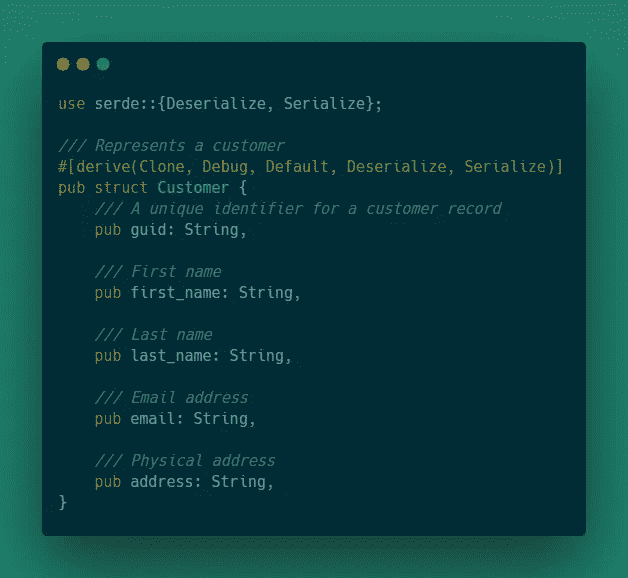 use serde::{Deserialize, Serialize};

/// Represents a customer
#[derive(Clone, Debug, Default, Deserialize, Serialize)]
pub struct Customer {
    /// A unique identifier for a customer record
    pub guid: String,

    /// First name
    pub first_name: String,

    /// Last name
    pub last_name: String,

    /// Email address
    pub email: String,

    /// Physical address
    pub address: String,
}